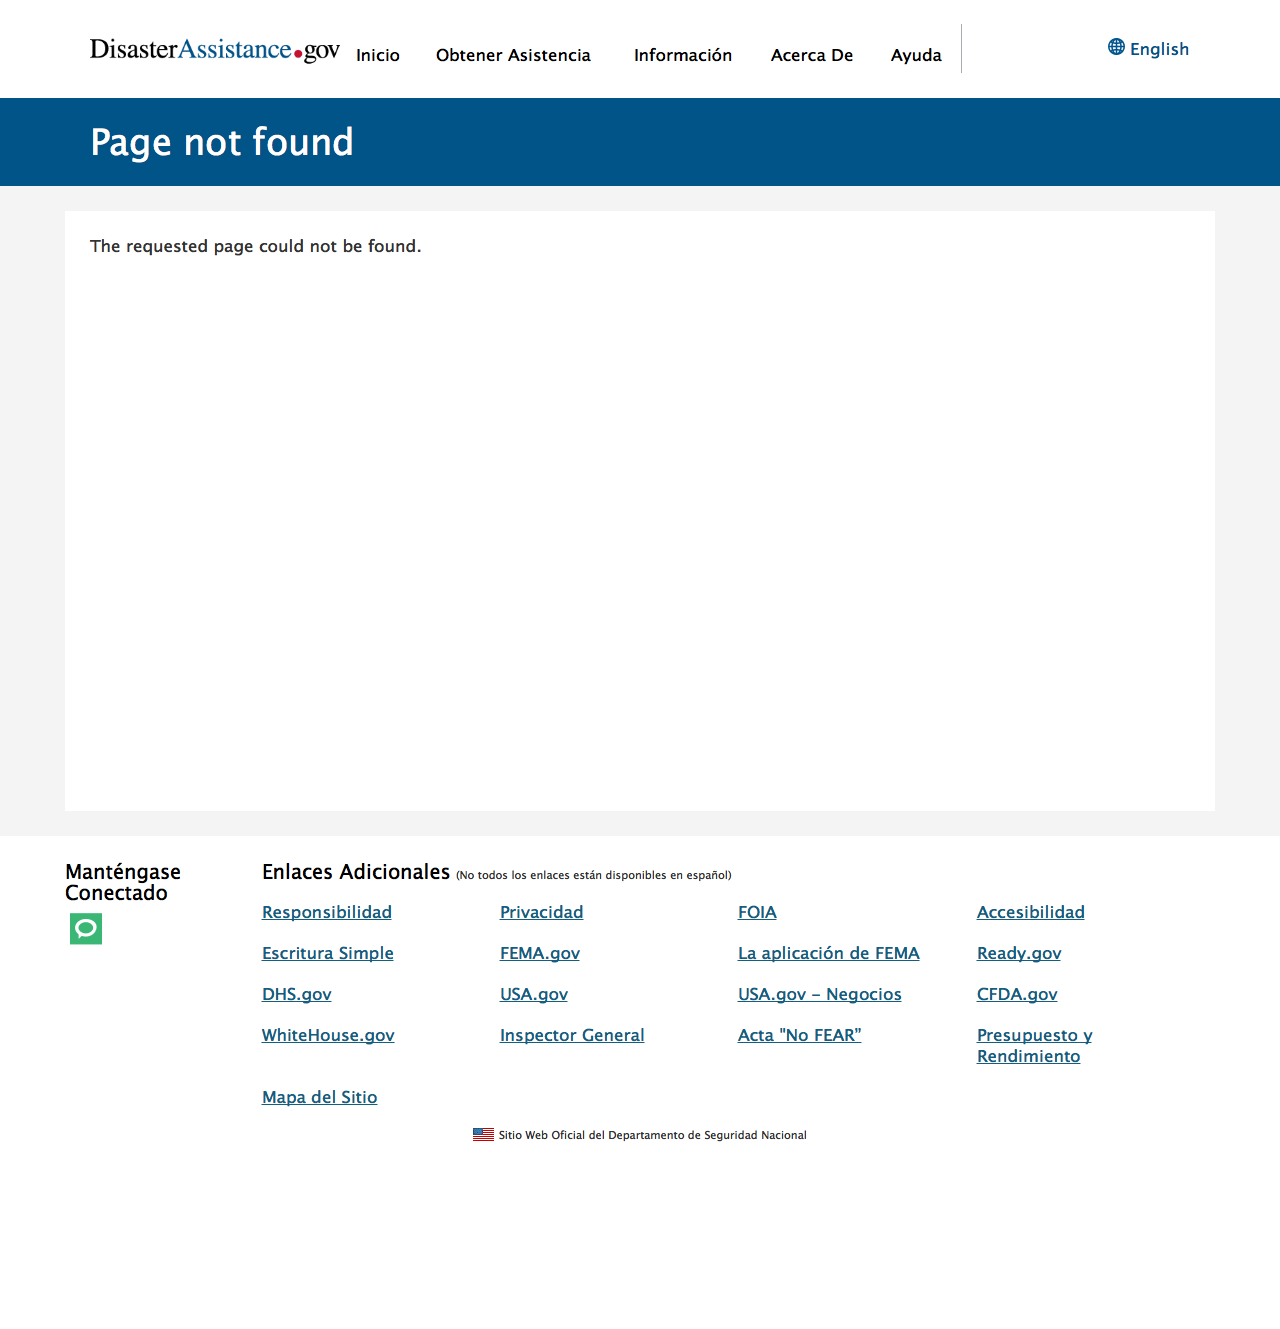 DisasterAssistance.gov Inicio Obtener Asistencia Información Acerca De Ayuda English
Page not found
The requested page could not be found.
Manténgase
Conectado
Enlaces Adicionales (No todos los enlaces están disponibles en español)
Responsibilidad Privacidad FOIA Accesibilidad
Escritura Simple FEMA.gov La aplicación de FEMA Ready.gov
DHS.gov USA.gov USA.gov – Negocios CFDA.gov
WhiteHouse.gov Inspector General Acta "No FEAR” Presupuesto y
Rendimiento
Mapa del Sitio
Sitio Web Oficial del Departamento de Seguridad Nacional